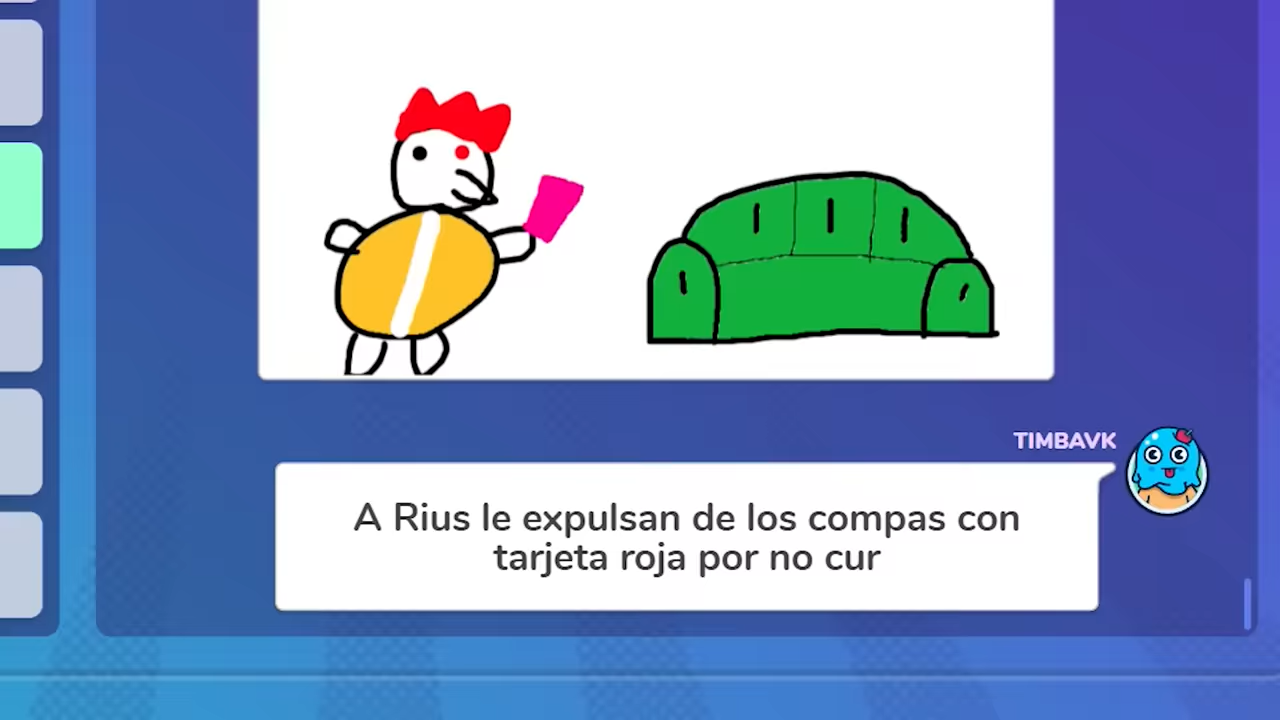 TIMBAVK
A Rius le expulsan de los compas con
tarjeta roja por no cur